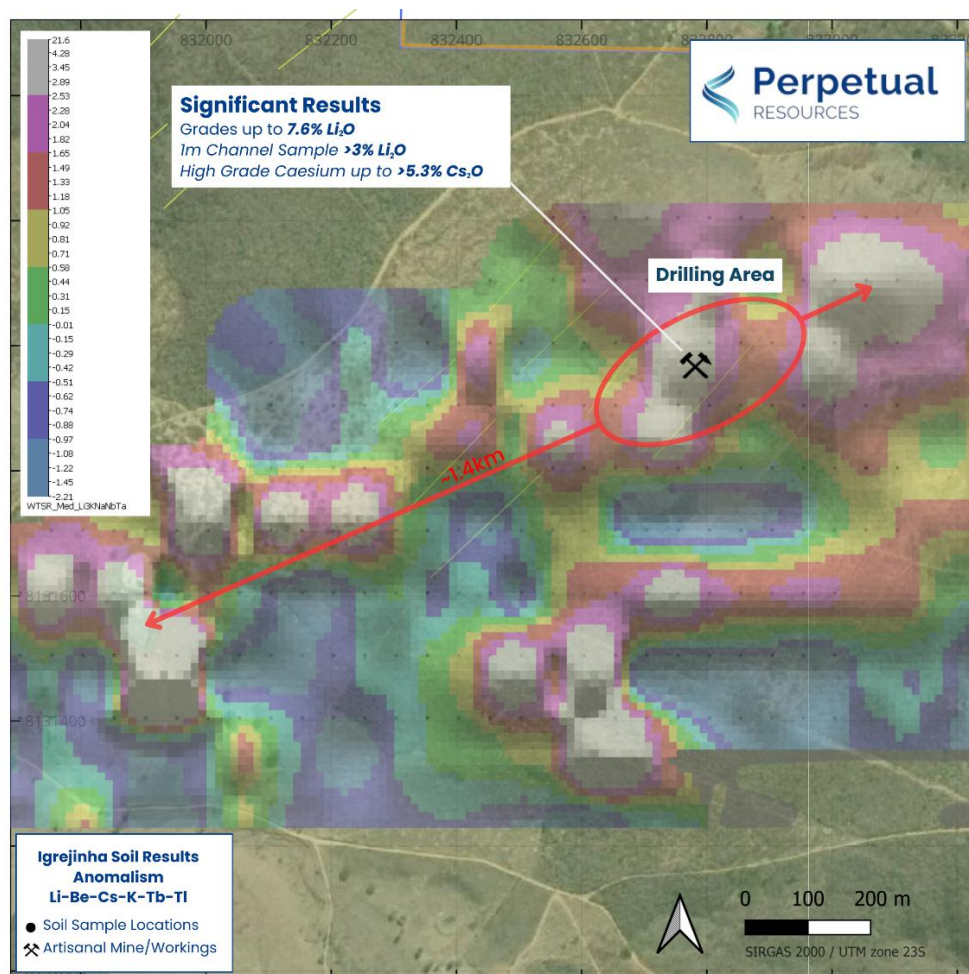 832000
832200
832400
832600
832800
833000
21.6
4.28
3.45
2.89
2.53
2.28
2.04
1.82
1.65
1.49
1.33
1.18
1.05
0.92
0.81
0.71
0.58
0.44
0.31
0.15
-0.01
-0.15
-0.29
-0.42
-0.51
-0.62
-0.74
-0.88
-0.97
-1.08
-1.22
-1.45
-2.21
WTSR_Med_Li3KNaNbTa
Significant Results
Grades up to 7.6% Li₂O
1m Channel Sample >3% Li₂O
High Grade Caesium up to >5.3% Cs₂O
Perpetual
RESOURCES
Drilling Area
~1.4km
8131600
8131400
Igrejinha Soil Results
Anomalism
Li-Be-Cs-K-Tb-Tl
Soil Sample Locations
Artisanal Mine/Workings
0 100 200 m
SIRGAS 2000 / UTM zone 23S